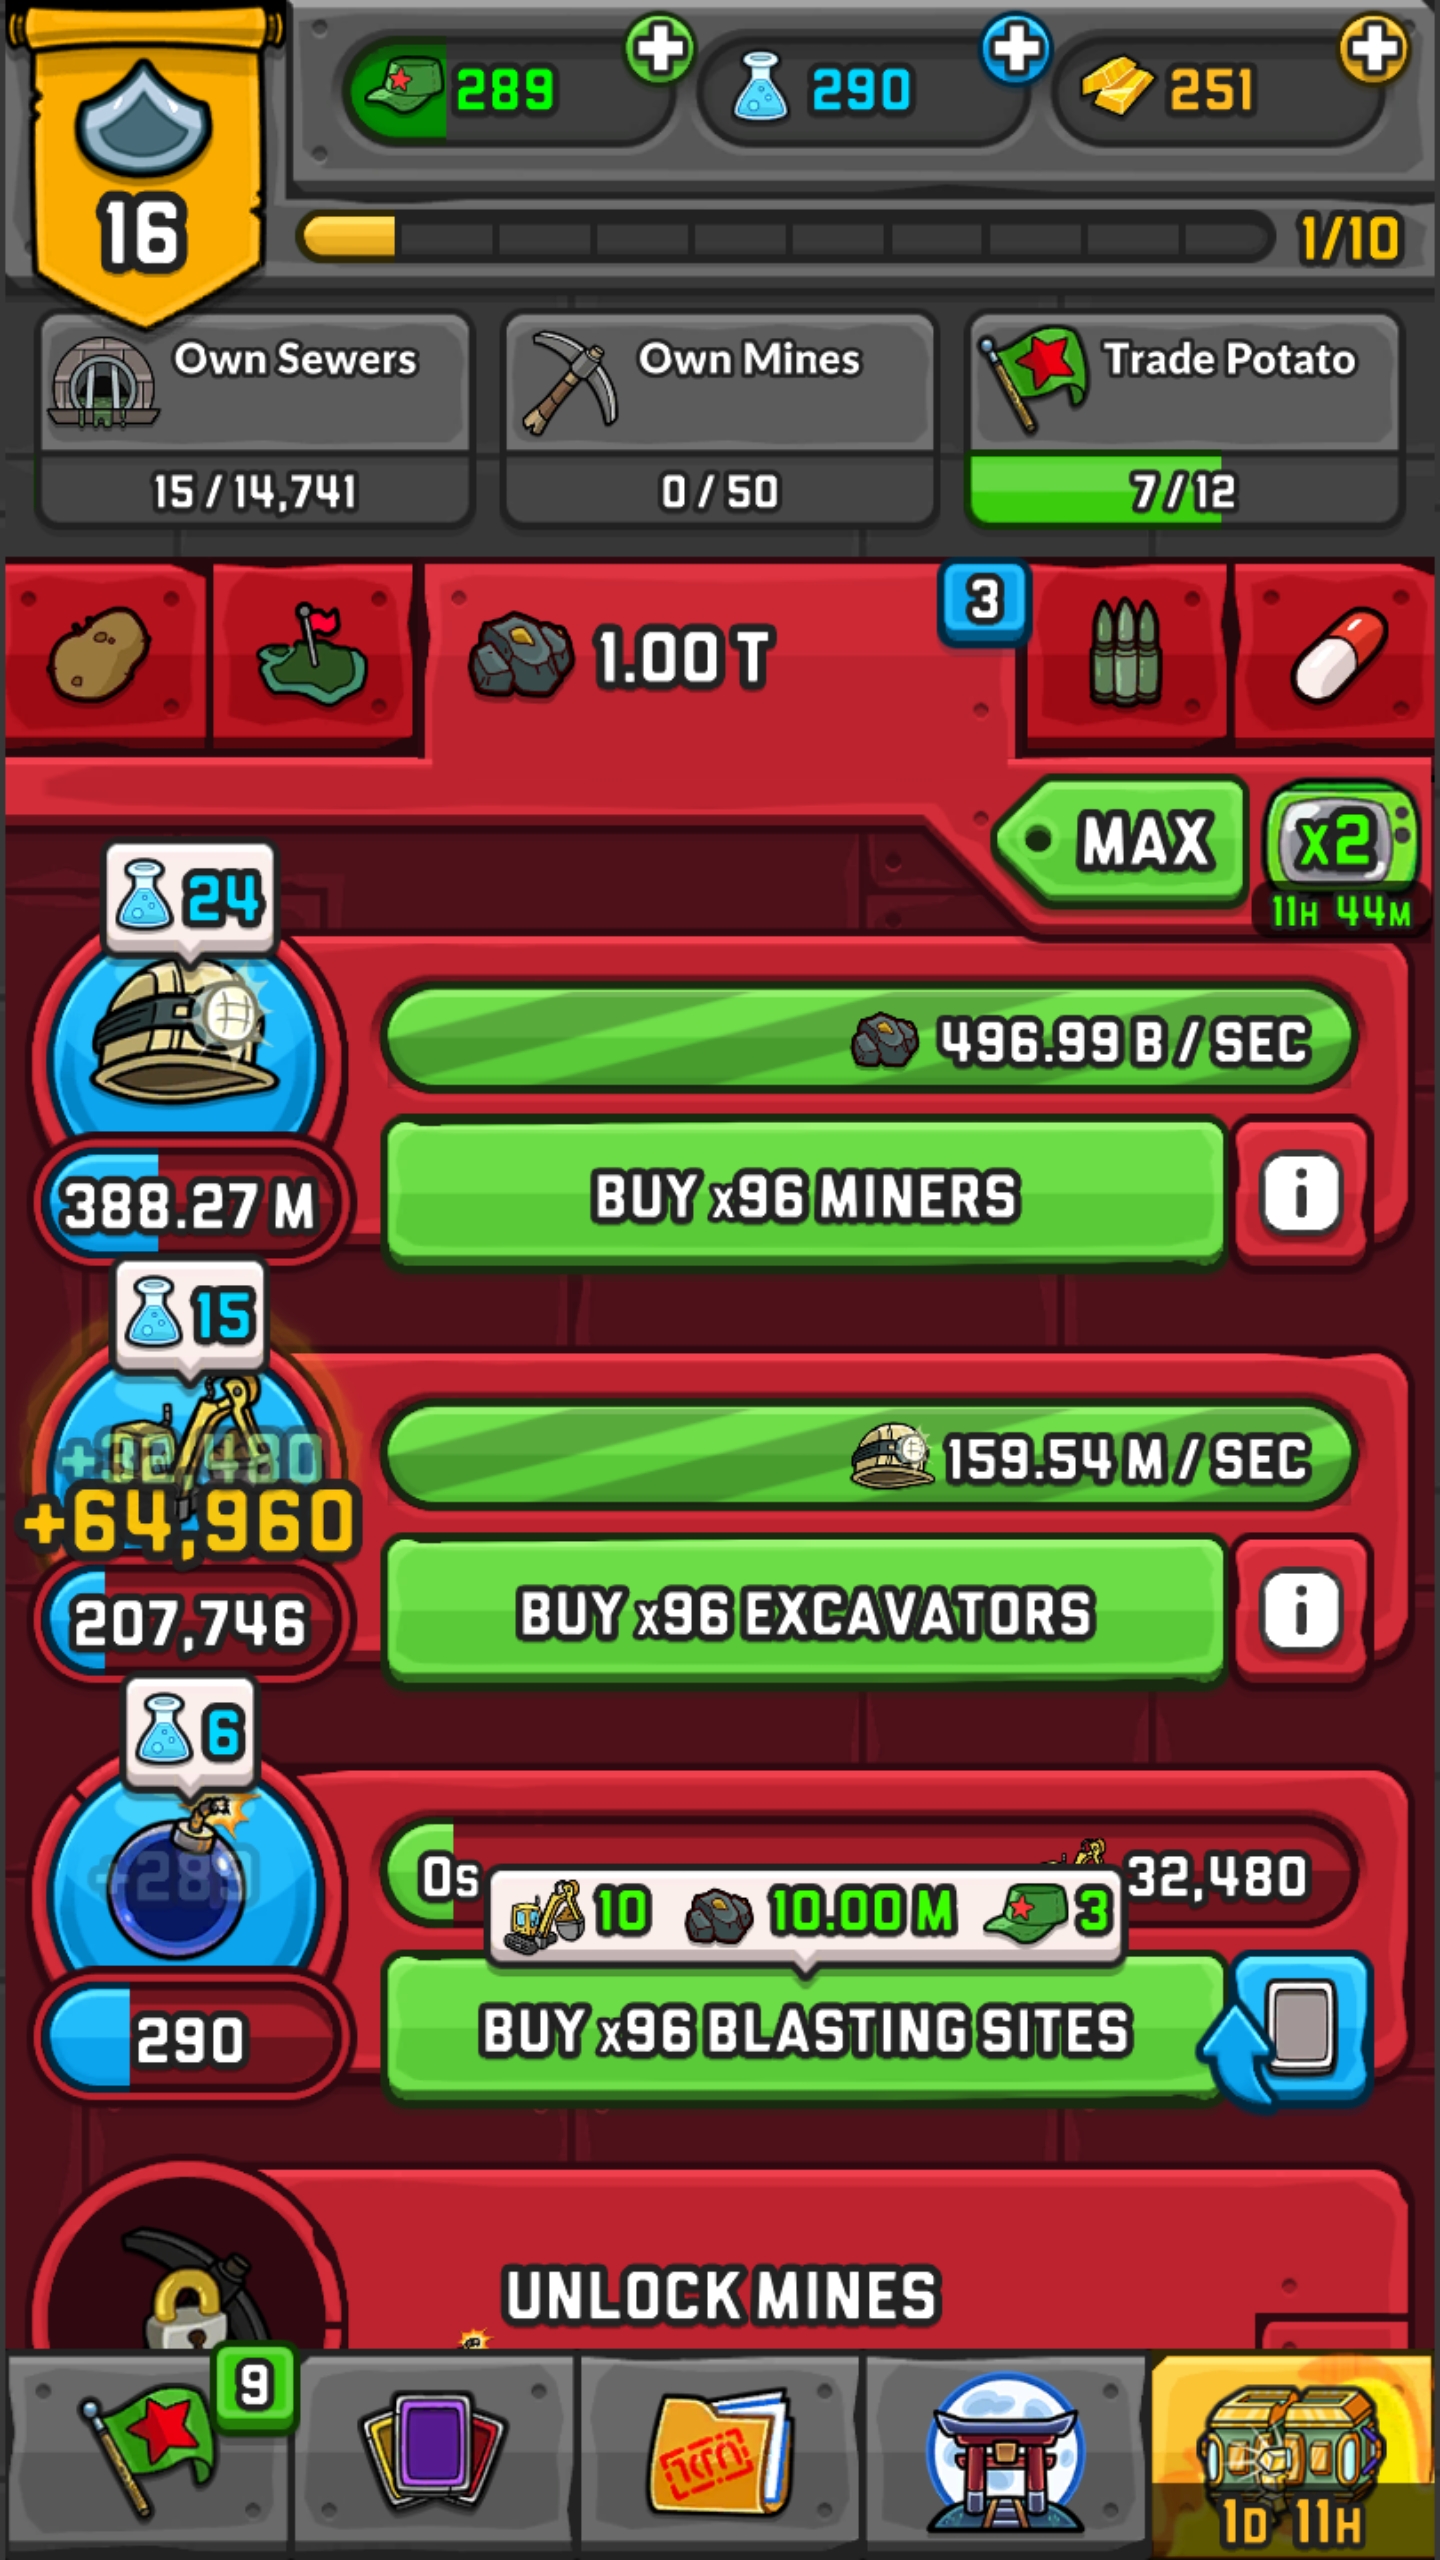 289
290
251
16
1/10
Own Sewers
Own Mines
Trade Potato
15/14,741
0/50
7/12
1.00 T
3
MAX
x2
11H 44M
24
496.99 B / SEC
388.27 M
BUY x96 MINERS
i
15
+32,480
159.54 M / SEC
+64,960
207,746
BUY x96 EXCAVATORS
i
6
0s
32,480
10
10.00 M
3
290
BUY x96 BLASTING SITES
UNLOCK MINES
9
1D 11H